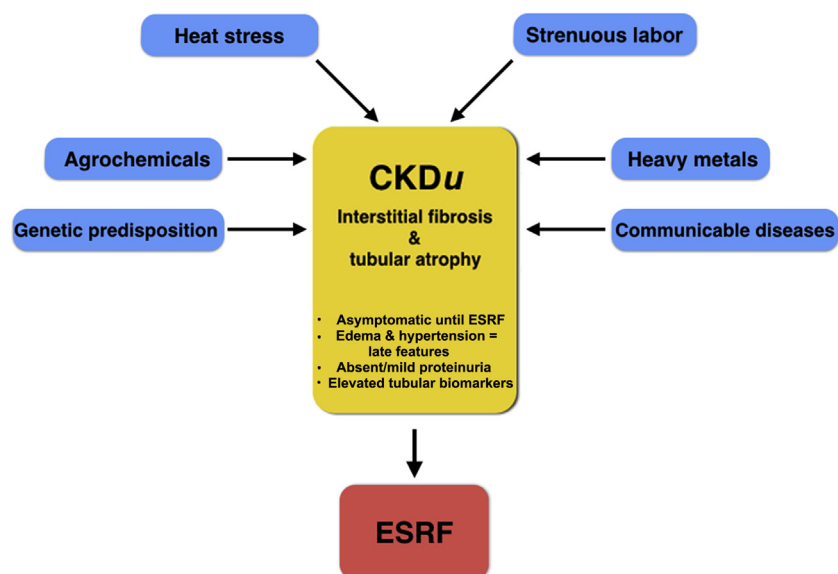 Heat stress
Strenuous labor
Agrochemicals
Heavy metals
Genetic predisposition
Communicable diseases
CKDu
Interstitial fibrosis
&
tubular atrophy
• Asymptomatic until ESRF
• Edema & hypertension =
late features
• Absent/mild proteinuria
• Elevated tubular biomarkers
ESRF